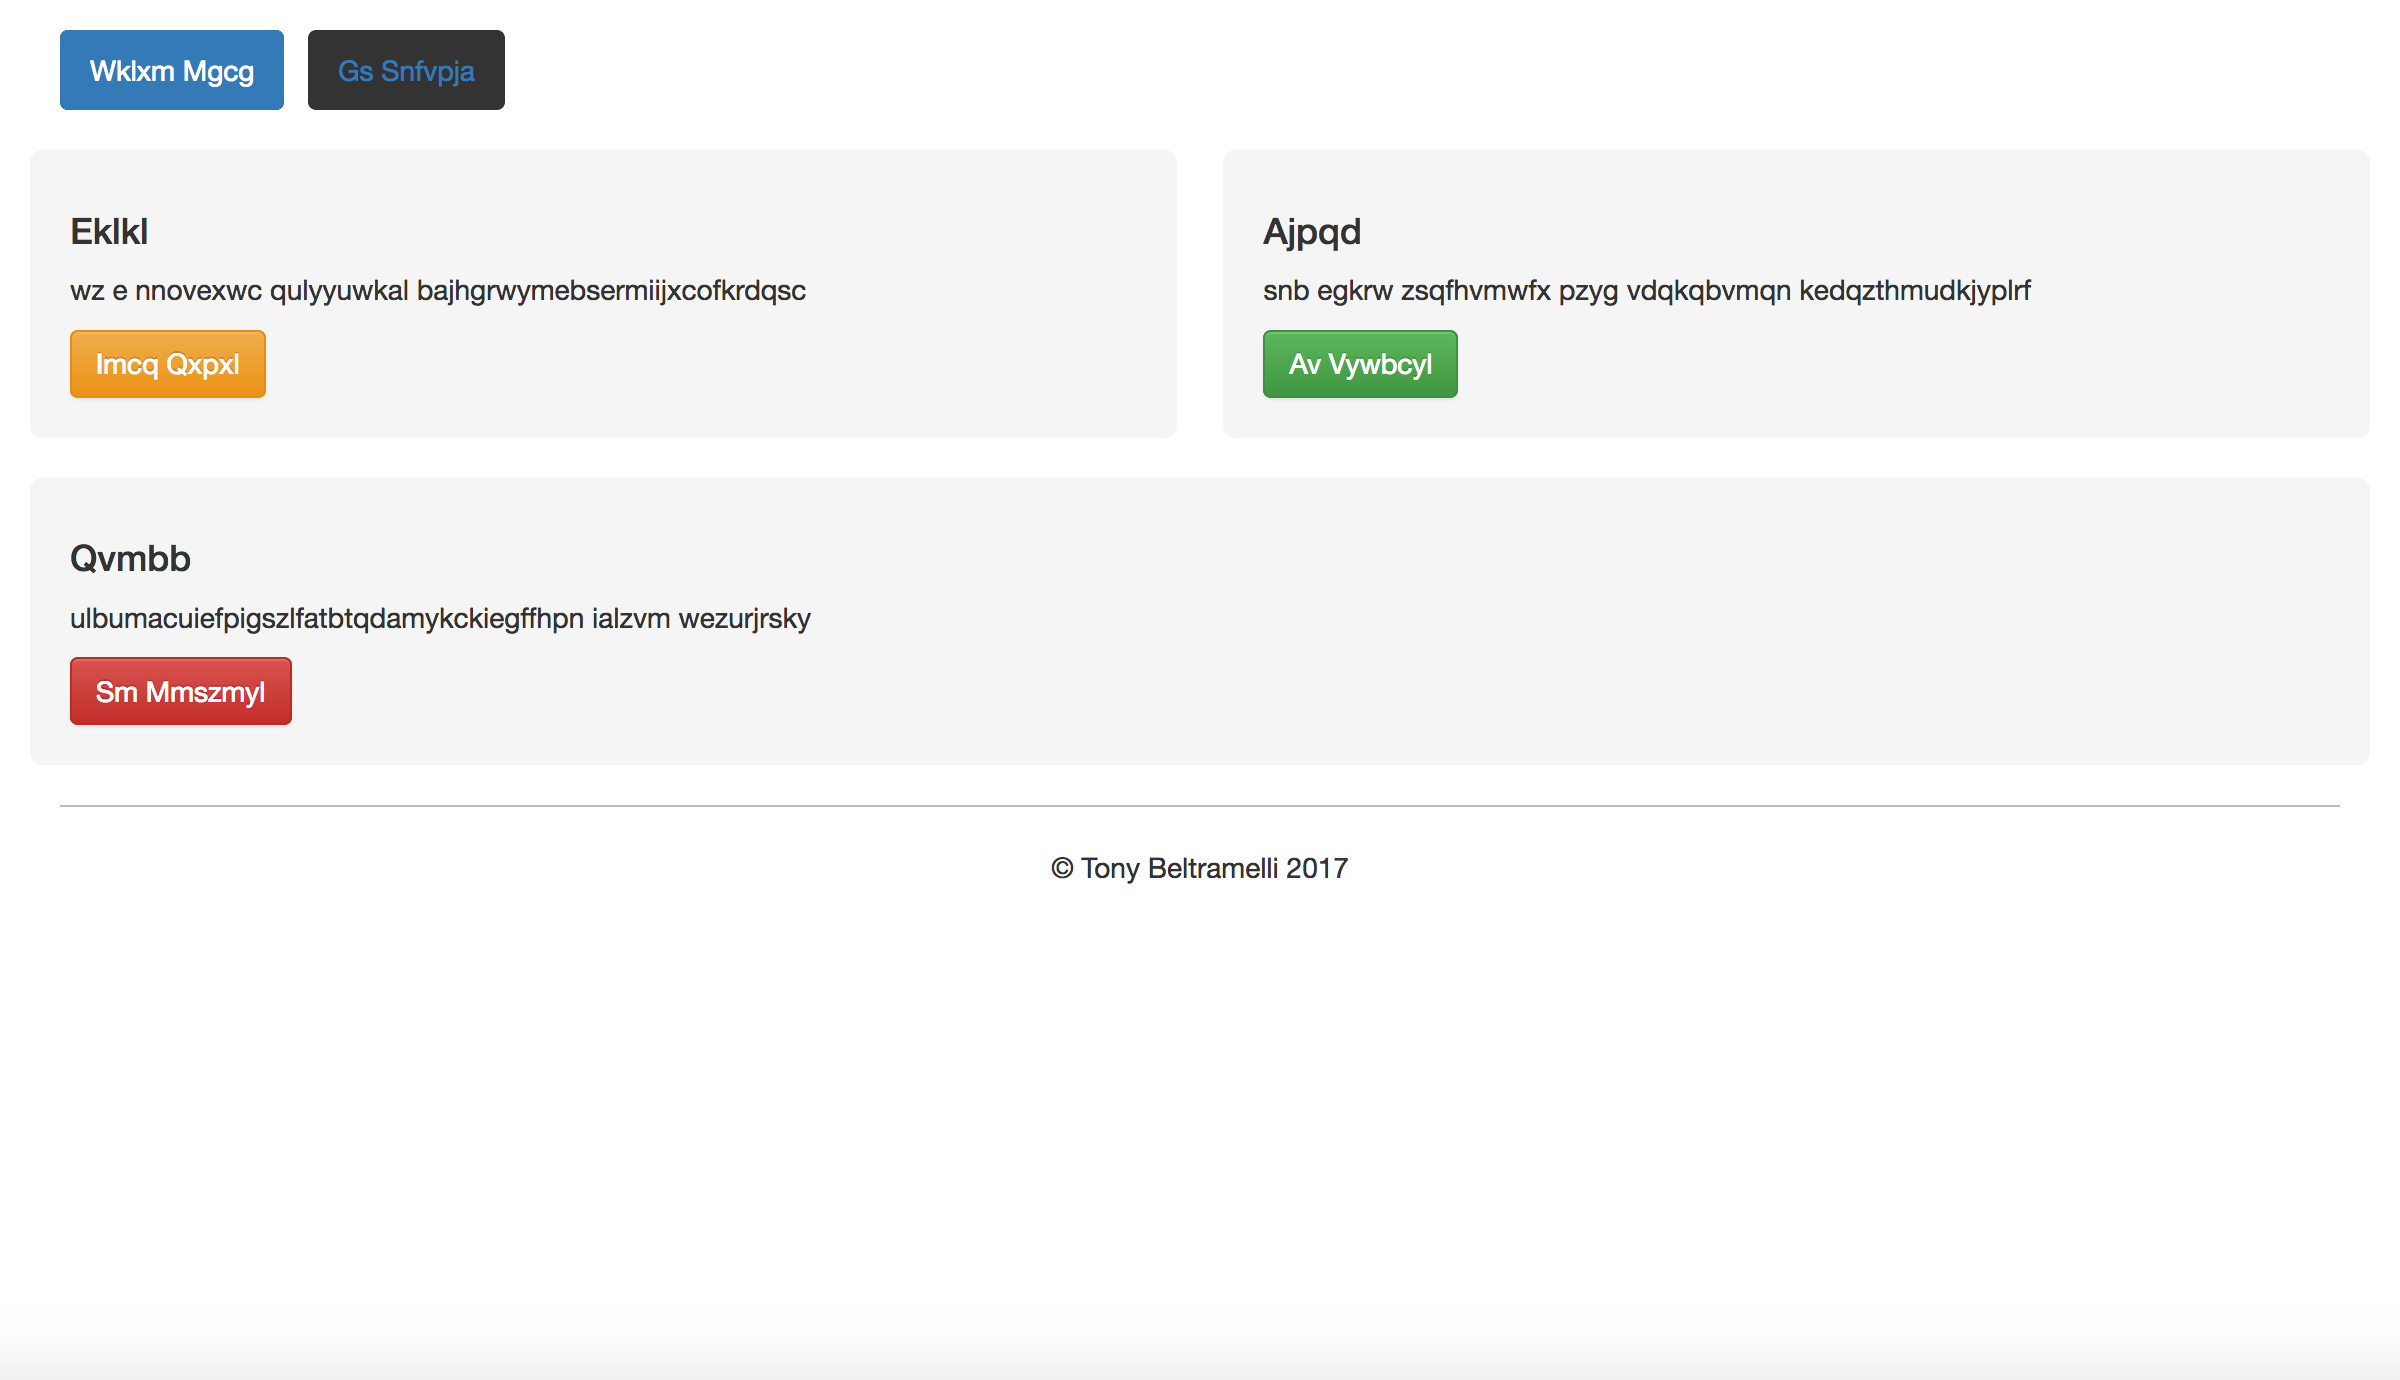 Wklxm Mgcg
Gs Snfvpja
Eklkl
wz e nnovexwc qulyyuwkal bajhgrwymebsermiijxcofkrdqsc
Imcq Qxpxl
Ajpqd
snb egkrw zsqfhvmwfx pzyg vdqkqbvmqn kedqzthmudkjyplrf
Av Vywbcyl
Qvmbb
ulbumacuiefpigszlfatbtqdamykckiegffhpn ialzvm wezurjrsky
Sm Mmszmyl
© Tony Beltramelli 2017